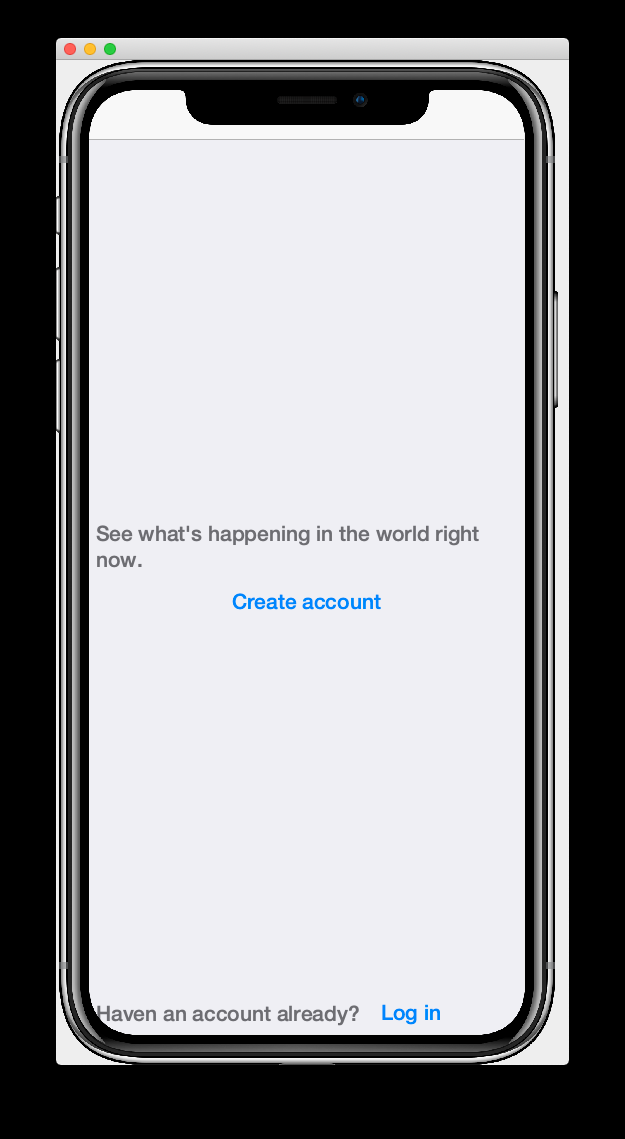 See what's happening in the world right
now.
Create account
Haven an account already? Log in